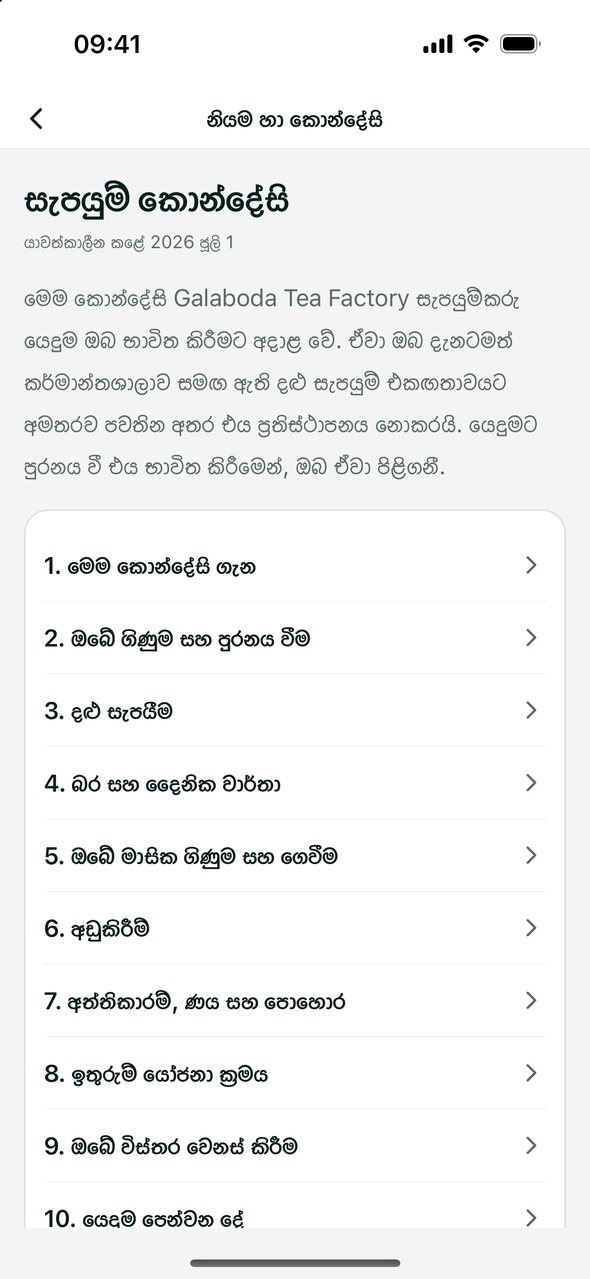 09:41
නියම හා කොන්දේසි
සැපයුම් කොන්දේසි
යාවත්කාලීන කළේ 2026 ජූලි 1
මෙම කොන්දේසි Galaboda Tea Factory සැපයුම්කරු
යෙදුම ඔබ භාවිත කිරීමට අදාළ වේ. ඒවා ඔබ දැනටමත්
කර්මාන්තශාලාව සමඟ ඇති දළු සැපයුම් එකඟතාවයට
අමතරව පවතින අතර එය ප්‍රතිස්ථාපනය නොකරයි. යෙදුමට
පුරනය වී එය භාවිත කිරීමෙන්, ඔබ ඒවා පිළිගනී.
1. මෙම කොන්දේසි ගැන
2. ඔබේ ගිණුම සහ පුරනය වීම
3. දළු සැපයීම
4. බර සහ දෛනික වාර්තා
5. ඔබේ මාසික ගිණුම සහ ගෙවීම
6. අඩුකිරීම්
7. අත්තිකාරම්, ණය සහ පොහොර
8. ඉතුරුම් යෝජනා ක්‍රමය
9. ඔබේ විස්තර වෙනස් කිරීම
10. යෙදුම පෙන්වන දේ